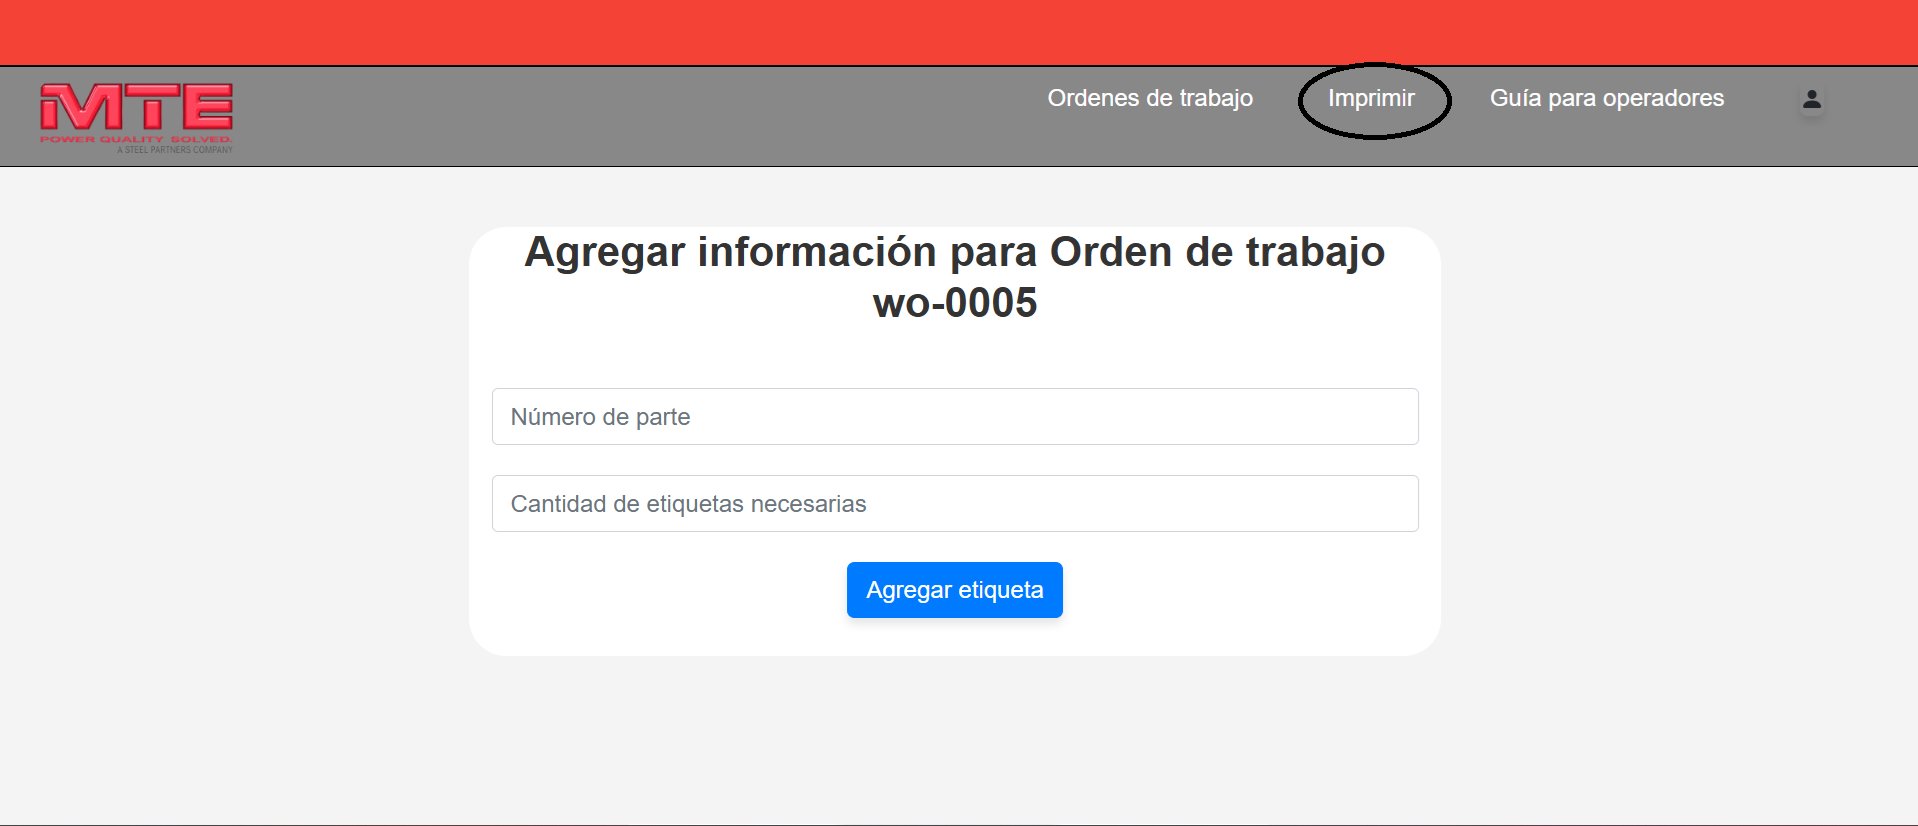 MTE
POWER QUALITY SOLVED.
A STEEL PARTNERS COMPANY
Ordenes de trabajo
Imprimir
Guía para operadores
Agregar información para Orden de trabajo
wo-0005
Número de parte
Cantidad de etiquetas necesarias
Agregar etiqueta